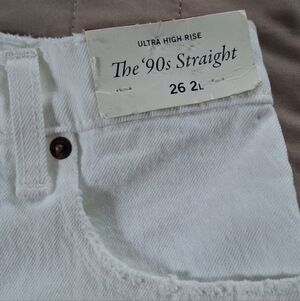 ULTRA HIGH-RISE
The '90s Straight
26 2L